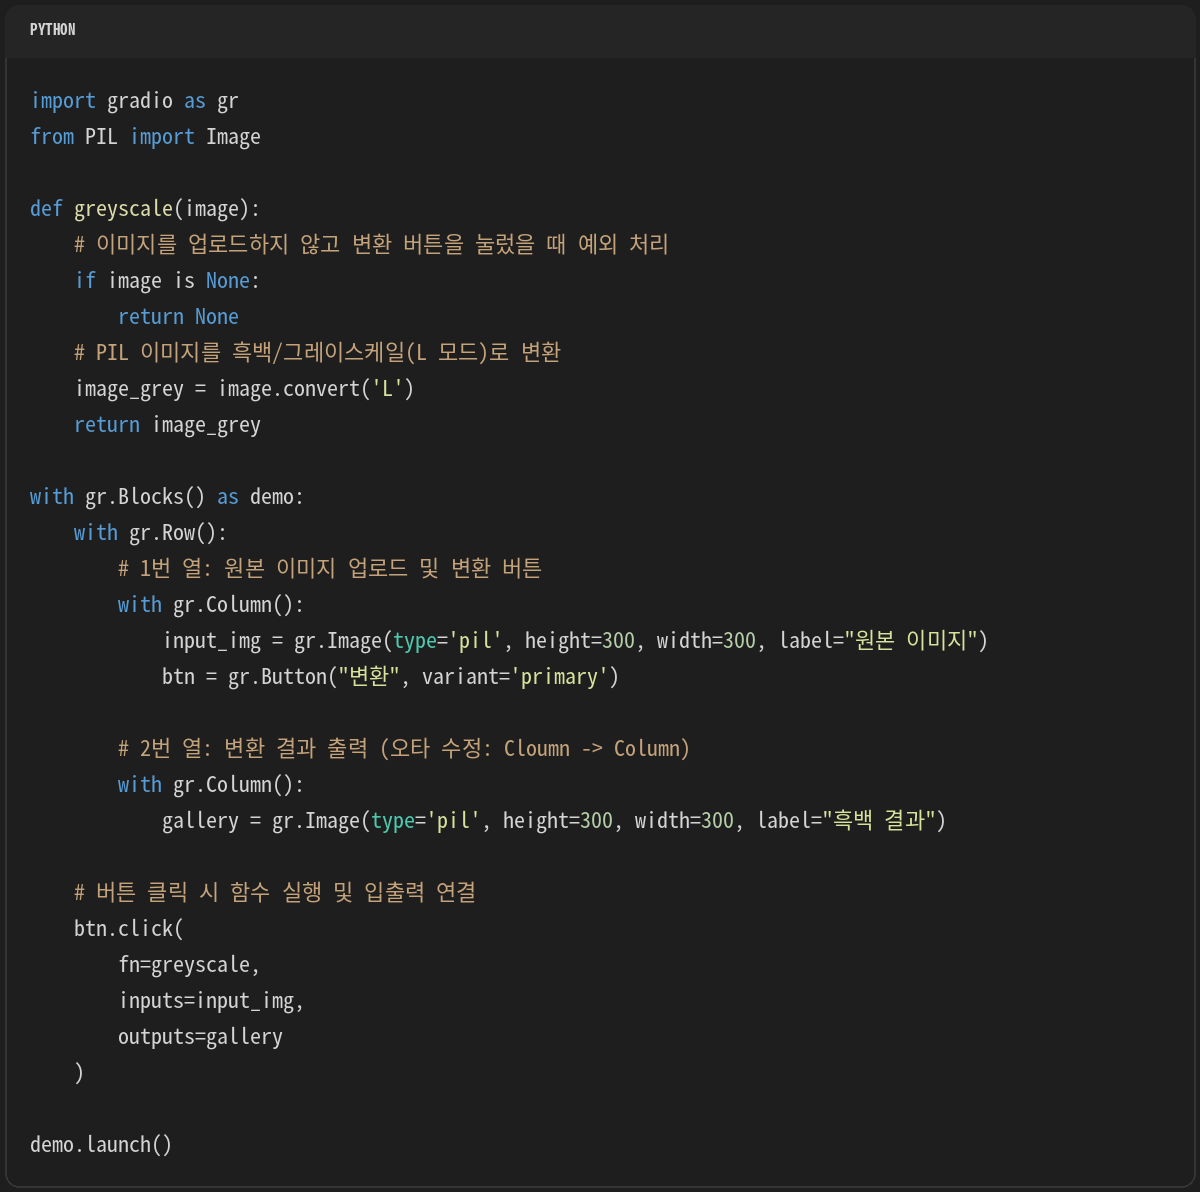 PYTHON
import gradio as gr
from PIL import Image
def greyscale(image):
    # 이미지를 업로드하지 않고 변환 버튼을 눌렀을 때 예외 처리
    if image is None:
        return None
    # PIL 이미지를 흑백/그레이스케일(L 모드)로 변환
    image_grey = image.convert('L')
    return image_grey
with gr.Blocks() as demo:
    with gr.Row():
        # 1번 열: 원본 이미지 업로드 및 변환 버튼
        with gr.Column():
            input_img = gr.Image(type='pil', height=300, width=300, label="원본 이미지")
            btn = gr.Button("변환", variant='primary')
        # 2번 열: 변환 결과 출력 (오타 수정: Cloumn -> Column)
        with gr.Column():
            gallery = gr.Image(type='pil', height=300, width=300, label="흑백 결과")
    # 버튼 클릭 시 함수 실행 및 입출력 연결
    btn.click(
        fn=greyscale,
        inputs=input_img,
        outputs=gallery
    )
demo.launch()